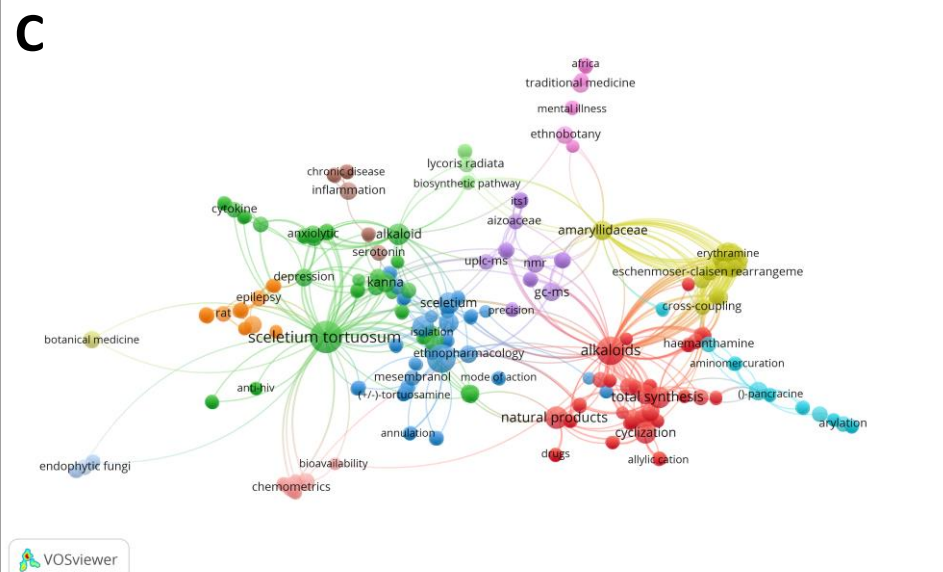 C
africa
traditional medicine
mental illness
ethnobotany
lycoris radiata
chronic disease
biosynthetic pathway
inflammation
its1
cytokine
aizoaceae
anxiolytic
alkaloid
amaryllidaceae
serotonin
erythramine
uplc-ms
nmr
eschenmoser-claisen rearrangeme
depression
kanna
gc-ms
epilepsy
sceletium
cross-coupling
rat
precision
isolation
botanical medicine
sceletium tortuosum
haemanthamine
ethnopharmacology
alkaloids
aminomercuration
mesembranol
mode of action
anti-hiv
(+/-)-tortuosamine
total synthesis
()-pancracine
natural products
arylation
annulation
cyclization
drugs
allylic cation
endophytic fungi
bioavailability
chemometrics
VOSviewer